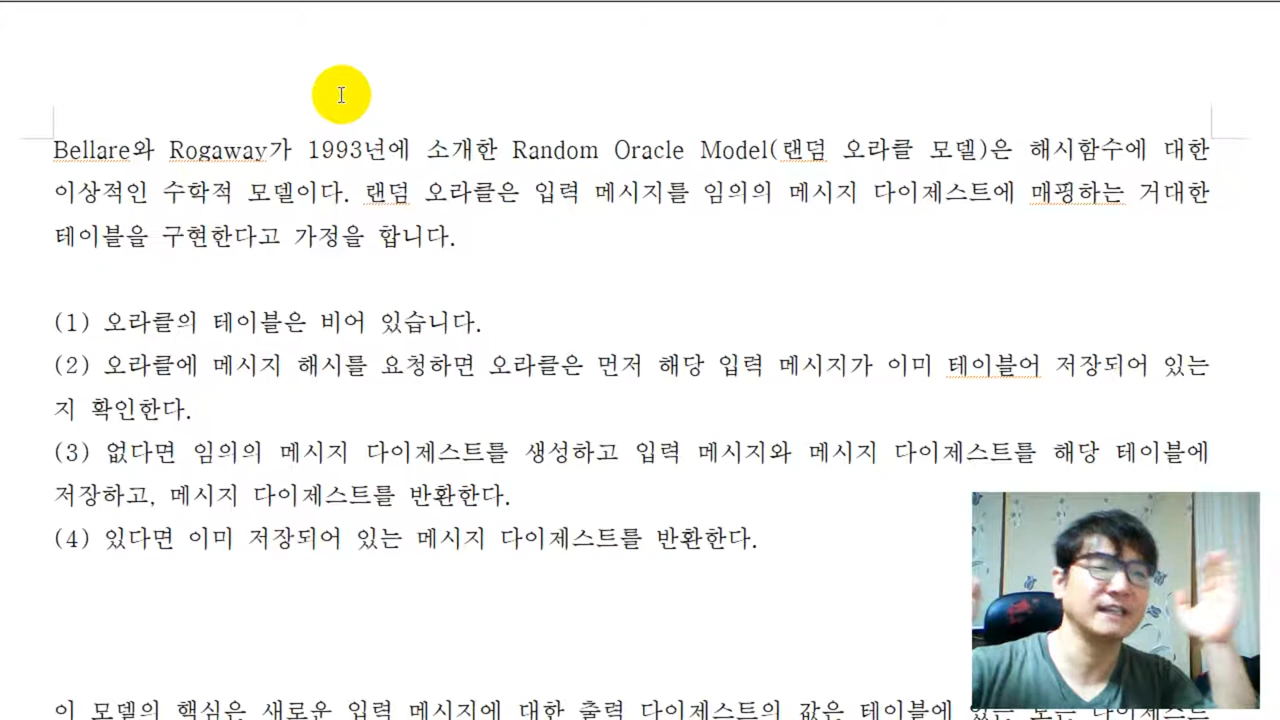 Bellare와 Rogaway가 1993년에 소개한 Random Oracle Model(랜덤 오라클 모델)은 해시함수에 대한
이상적인 수학적 모델이다. 랜덤 오라클은 입력 메시지를 임의의 메시지 다이제스트에 매핑하는 거대한
테이블을 구현한다고 가정을 합니다.
(1) 오라클의 테이블은 비어 있습니다.
(2) 오라클에 메시지 해시를 요청하면 오라클은 먼저 해당 입력 메시지가 이미 테이블어 저장되어 있는
지 확인한다.
(3) 없다면 임의의 메시지 다이제스트를 생성하고 입력 메시지와 메시지 다이제스트를 해당 테이블에
저장하고, 메시지 다이제스트를 반환한다.
(4) 있다면 이미 저장되어 있는 메시지 다이제스트를 반환한다.
이 모델의 핵심은 새로운 입력 메시지에 대한 출력 다이제스트의 값은 테이블에 있는 모든 다이제스트